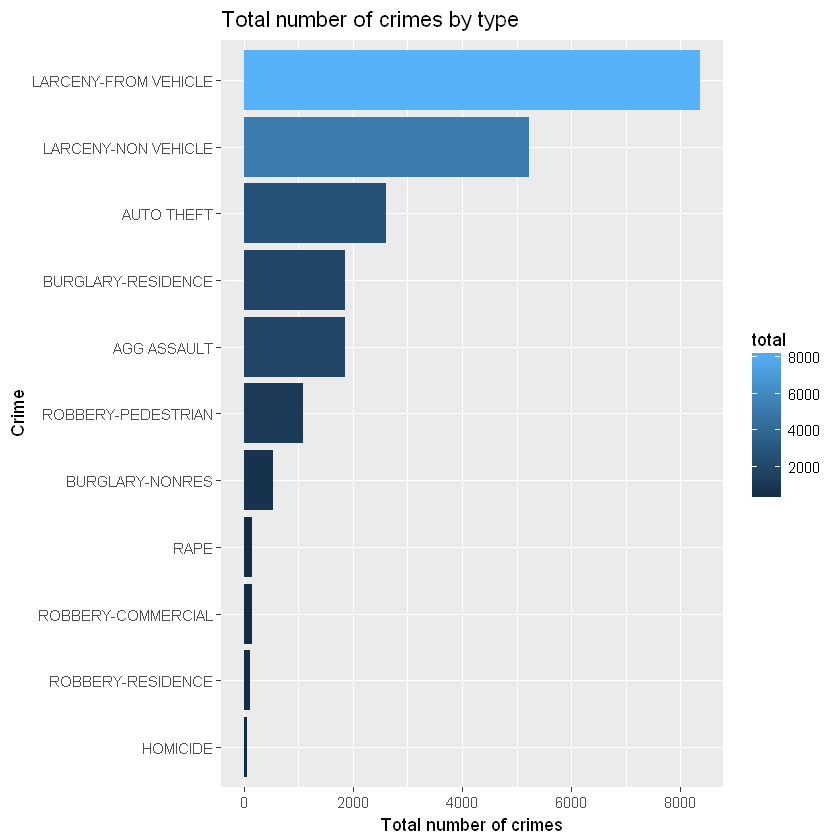 Total number of crimes by type
LARCENY-FROM VEHICLE
LARCENY-NON VEHICLE
AUTO THEFT
BURGLARY-RESIDENCE
AGG ASSAULT
ROBBERY-PEDESTRIAN
BURGLARY-NONRES
RAPE
ROBBERY-COMMERCIAL
ROBBERY-RESIDENCE
HOMICIDE
Crime
0 2000 4000 6000 8000
Total number of crimes
total
8000
6000
4000
2000